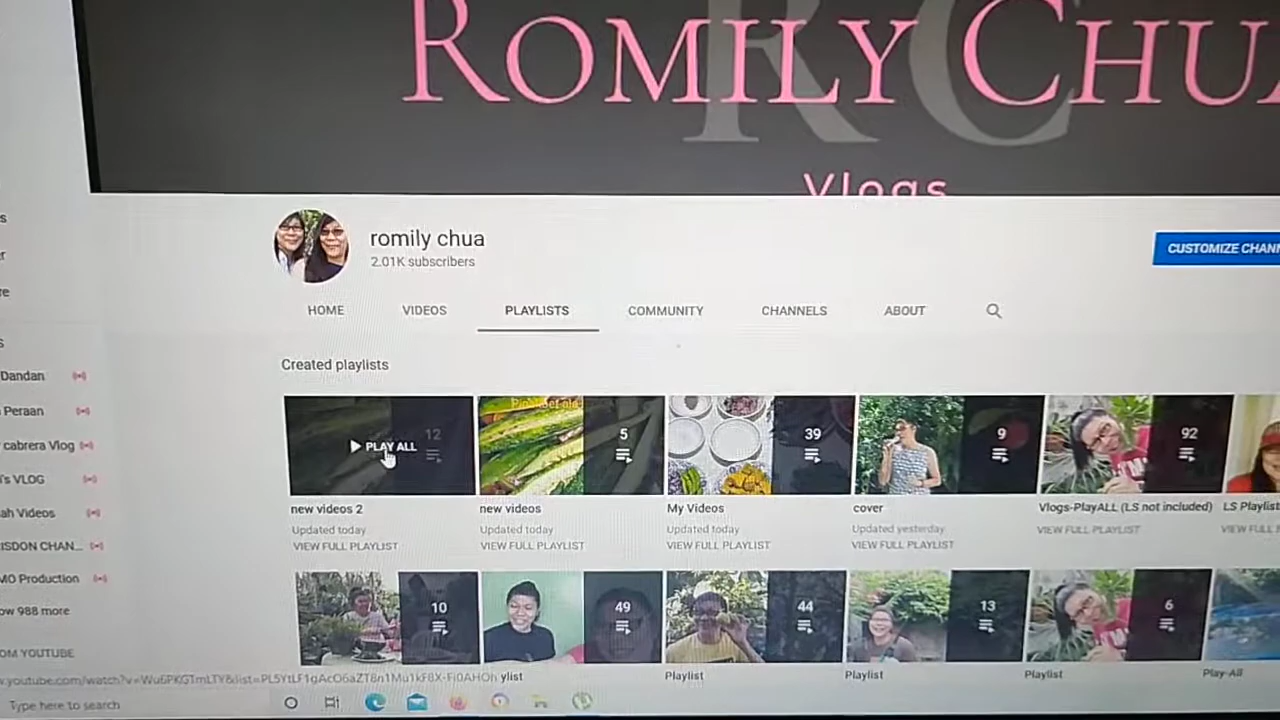 ROMILY CHUA
RC
Vlogs
romily chua
2.01K subscribers
CUSTOMIZE CHANN
HOME VIDEOS PLAYLISTS COMMUNITY CHANNELS ABOUT
Created playlists
Dandan
Peraan
cabrera Vlog
's VLOG
ah Videos
ISDON CHAN...
MO Production
ow 988 more
OM YOUTUBE
PLAY ALL 12
5
39
9
92
new videos 2
Updated today
VIEW FULL PLAYLIST
new videos
Updated today
VIEW FULL PLAYLIST
My Videos
Updated today
VIEW FULL PLAYLIST
cover
Updated yesterday
VIEW FULL PLAYLIST
Vlogs-PlayALL (LS not included)
VIEW FULL PLAYLIST
LS Playlist
VIEW FULL
10
49
44
13
6
ylist
Playlist
Playlist
Playlist
Play-All
Type here to search